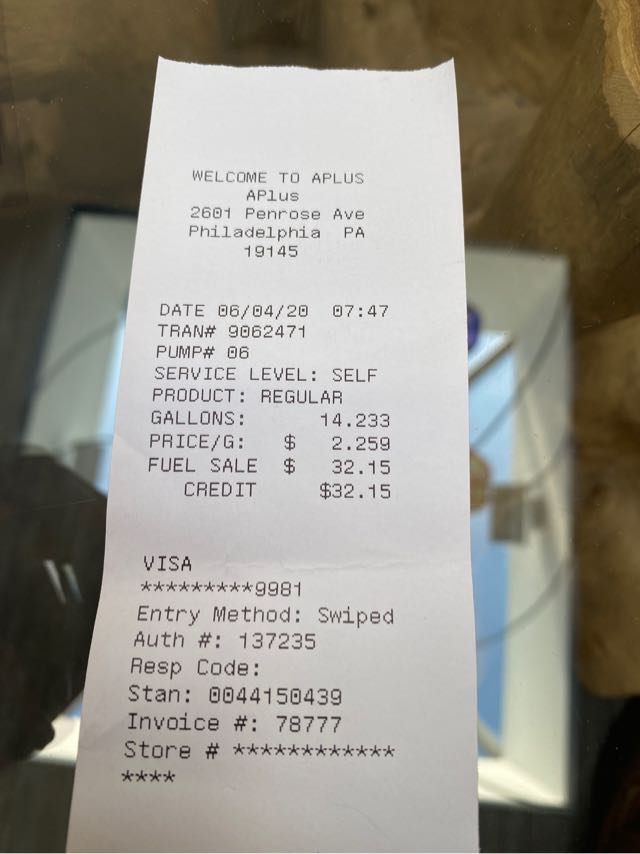 WELCOME TO APLUS
APlus
2601 Penrose Ave
Philadelphia PA
19145
DATE 06/04/20 07:47
TRAN# 9062471
PUMP# 06
SERVICE LEVEL: SELF
PRODUCT: REGULAR
GALLONS: 14.233
PRICE/G: $ 2.259
FUEL SALE $ 32.15
CREDIT $32.15
VISA
*********9981
Entry Method: Swiped
Auth #: 137235
Resp Code:
Stan: 0044150439
Invoice #: 78777
Store # ************
****